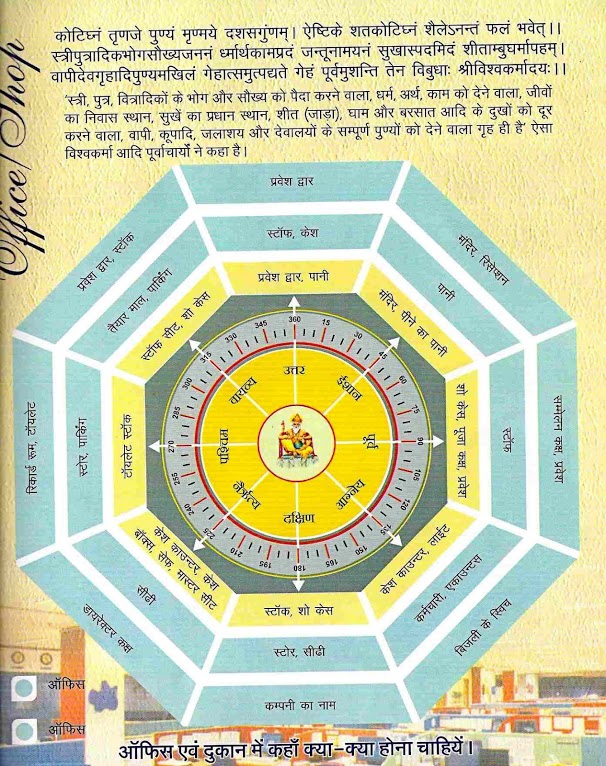 Office/Shop
कोटिघ्नं तृणजे पुण्यं मृण्मये दशसगुंणम्। ऐष्टिके शतकोटिघ्नं शैलेऽनन्तं फलं भवेत्।।
स्त्रीपुत्रादिकभोगसौख्यजननं ध्र्मार्थकामप्रदं जन्तूनामयनं सुखास्पदमिदं शीताम्बुघर्मापहम्।
वापीदेवगृहादिपुण्यमखिलं गेहात्समुत्पद्यते गेहं पूर्वमुशन्ति तेन विबुधाः श्रीविश्वकर्मादयः।।
'स्त्री, पुत्र, वित्रादिकों के भोग और सौख्य को पैदा करने वाला, धर्म, अर्थ, काम को देने वाला, जीवों
का निवास स्थान, सुखें का प्रधान स्थान, शीत (जाड़ा), घाम और बरसात आदि के दुखों को दूर
करने वाला, वापी, कूपादि, जलाशय और देवालयों के सम्पूर्ण पुण्यों को देने वाला गृह ही है' ऐसा
विश्वकर्मा आदि पूर्वाचार्यों ने कहा है।
प्रवेश द्वार
स्टॉफ, केश
प्रवेश द्वार, पानी
मंदिर, रिसेप्शन
पानी
मंदिर, पीने का पानी
सम्मेलन कक्ष, प्रवेश
स्टॉक
शो केस, पूजा कक्ष, प्रवेश
बिजली के स्विच
कर्मचारी, एकाउन्टस
केश काउन्टर, लाईट
कम्पनी का नाम
स्टोर, सीढी
स्टॉक, शो केस
डायरेक्टर कक्ष
सीढी
केश काउन्टर, केश
बॉक्स, सेफ, मास्टर सीट
रिकार्ड रूम, टॉयलेट
स्टोर, पार्किंग
टॉयलेट स्टॉक
प्रवेश द्वार, स्टॉक
तैयार माल, पार्किंग
स्टॉफ सीट, शो केस
360
15
30
45
60
75
90
105
120
135
150
165
180
195
210
225
240
255
270
285
300
315
330
345
उत्तर
ईशान
पूर्व
आग्नेय
दक्षिण
नैर्ऋत्य
पश्चिम
वायव्य
ऑफिस
ऑफिस
ऑफिस एवं दुकान में कहाँ क्या-क्या होना चाहिये।